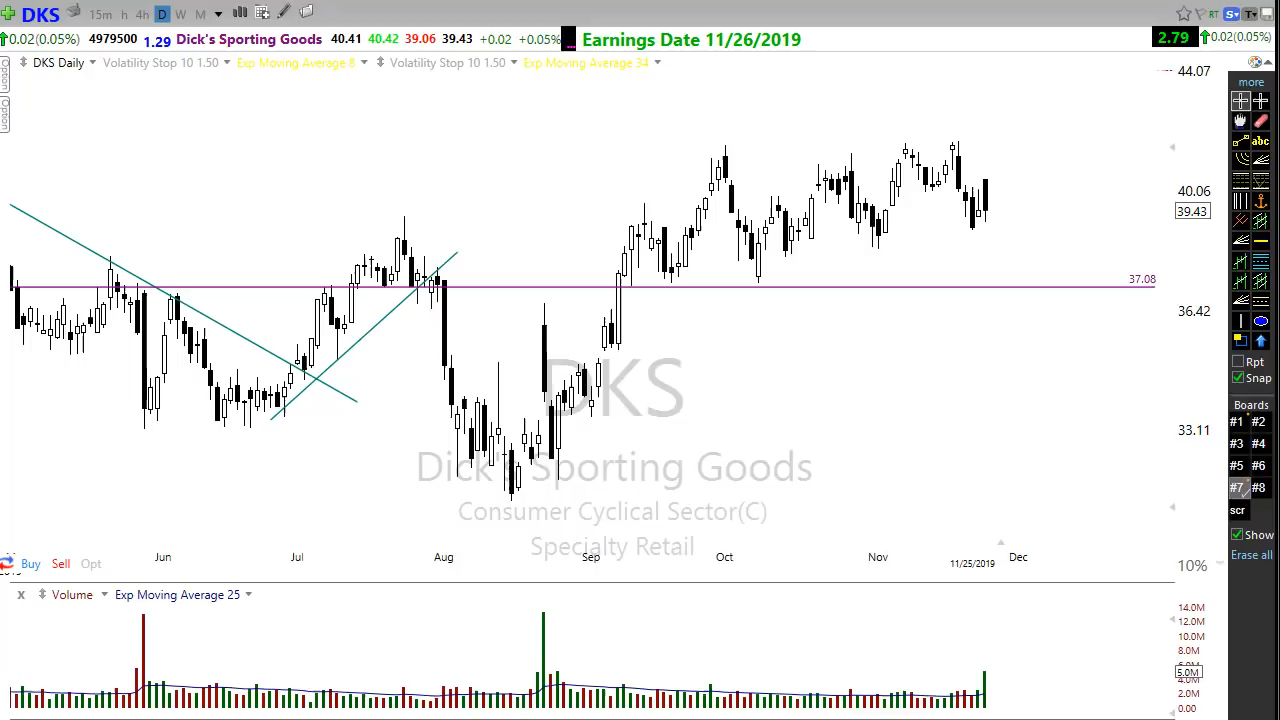 DKS 15m h 4h D W M RT S T
0.02(0.05%) 4979500 1.29 Dick's Sporting Goods 40.41 40.42 39.06 39.43 +0.02 +0.05% Earnings Date 11/26/2019 2.79 0.02(0.05%)
DKS Daily Volatility Stop 10 1.50 Exp Moving Average 8 Volatility Stop 10 1.50 Exp Moving Average 34
Option
Option
44.07
40.06
39.43
37.08
36.42
33.11
DKS
Dick's Sporting Goods
Consumer Cyclical Sector(C)
Specialty Retail
Jun Jul Aug Sep Oct Nov 11/25/2019 Dec
Buy Sell Opt
10%
X Volume Exp Moving Average 25
14.0M
12.0M
10.0M
8.0M
5.0M
4.0M
2.0M
0.00
more
abc
Rpt
Snap
Boards
#1 #2
#3 #4
#5 #6
#7 #8
scr
Show
Erase all